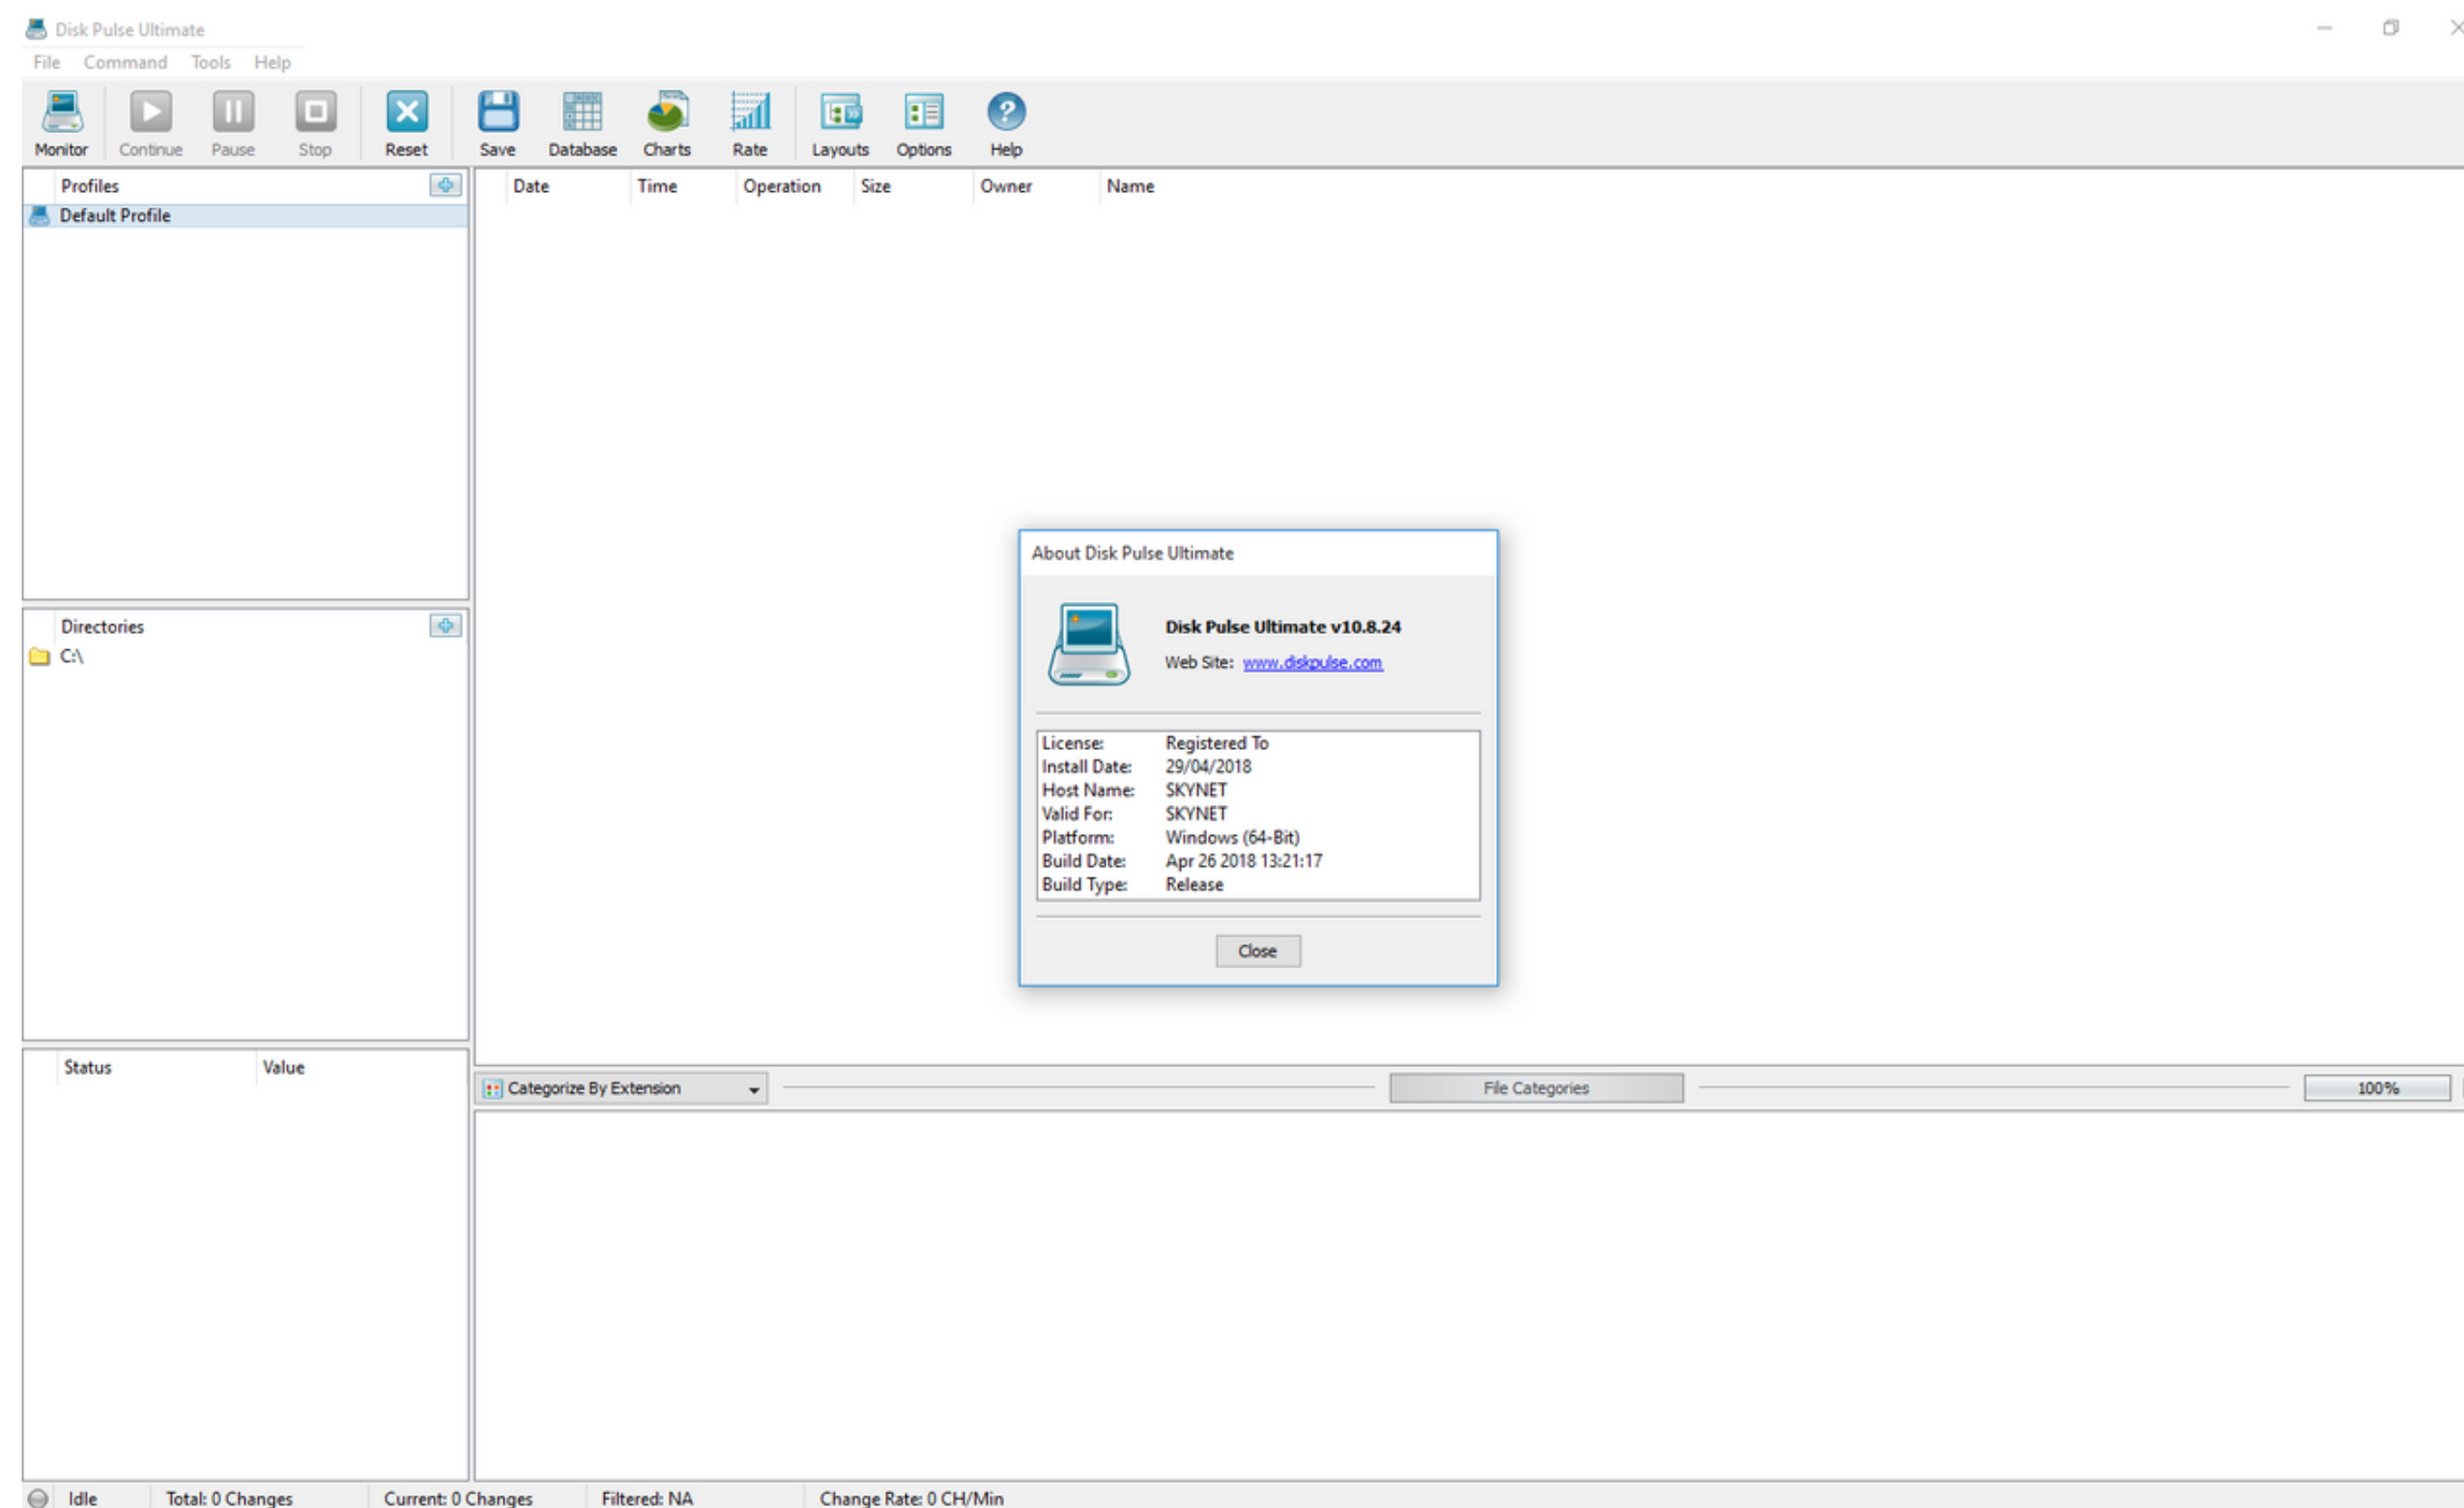 Disk Pulse Ultimate
File Command Tools Help
Monitor Continue Pause Stop Reset Save Database Charts Rate Layouts Options Help
Profiles
Default Profile
Date Time Operation Size Owner Name
Directories
C:\
About Disk Pulse Ultimate
Disk Pulse Ultimate v10.8.24
Web Site: www.diskpulse.com
License: Registered To
Install Date: 29/04/2018
Host Name: SKYNET
Valid For: SKYNET
Platform: Windows (64-Bit)
Build Date: Apr 26 2018 13:21:17
Build Type: Release
Close
Status Value
Categorize By Extension File Categories 100%
Idle Total: 0 Changes Current: 0 Changes Filtered: NA Change Rate: 0 CH/Min